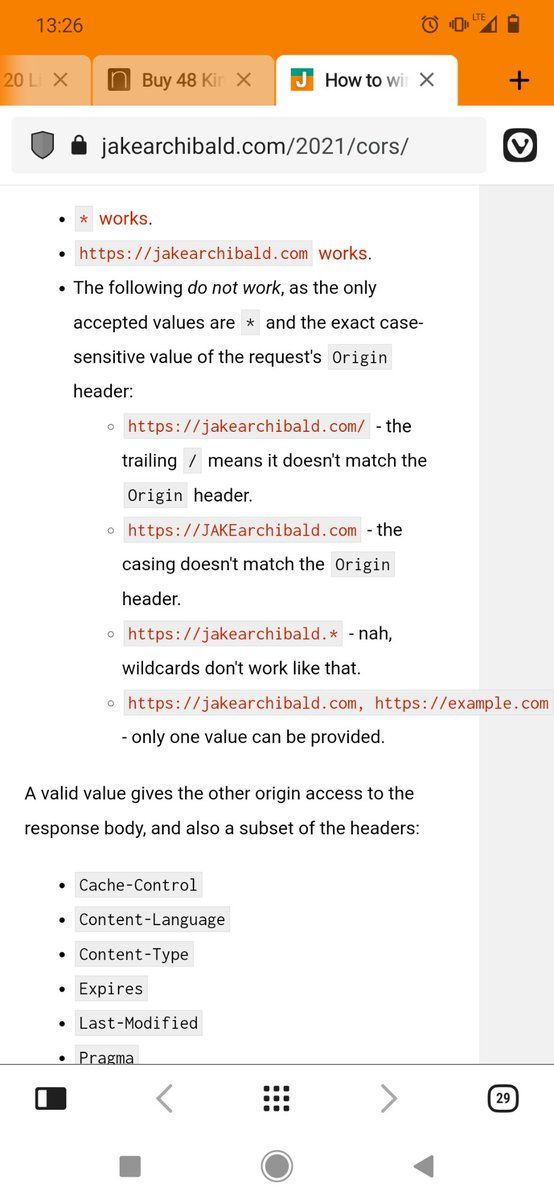 13:26
LTE
20 Li
Buy 48 Kin
How to wi
jakearchibald.com/2021/cors/
* works.
https://jakearchibald.com works.
The following do not work, as the only
accepted values are * and the exact case-
sensitive value of the request's Origin
header:
https://jakearchibald.com/ - the
trailing / means it doesn't match the
Origin header.
https://JAKEarchibald.com - the
casing doesn't match the Origin
header.
https://jakearchibald.* - nah,
wildcards don't work like that.
https://jakearchibald.com, https://example.com
- only one value can be provided.
A valid value gives the other origin access to the
response body, and also a subset of the headers:
Cache-Control
Content-Language
Content-Type
Expires
Last-Modified
Pragma
29